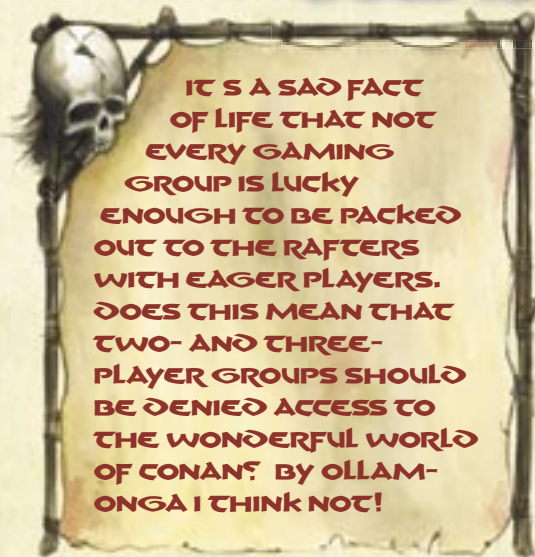 IT S A SAD FACT
OF LIFE THAT NOT
EVERY GAMING
GROUP IS LUCKY
ENOUGH TO BE PACKED
OUT TO THE RAFTERS
WITH EAGER PLAYERS.
DOES THIS MEAN THAT
TWO- AND THREE-
PLAYER GROUPS SHOULD
BE DENIED ACCESS TO
THE WONDERFUL WORLD
OF CONAN? BY OLLAM-
ONGA I THINK NOT!